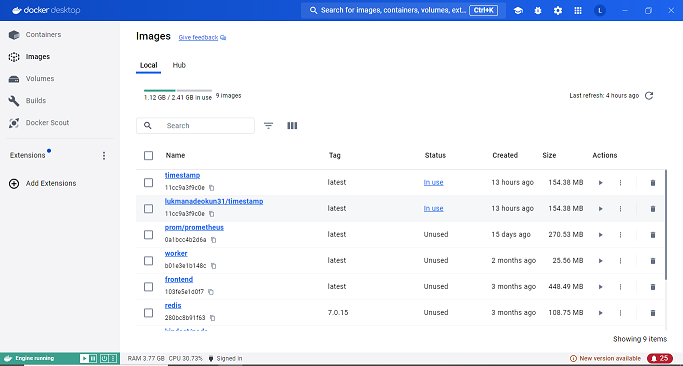 docker desktop Search for images, containers, volumes, ext... Ctrl+K L
Containers
Images
Volumes
Builds
Docker Scout
Extensions
Add Extensions
Images Give feedback
Local Hub
1.12 GB / 2.41 GB in use 9 images Last refresh: 4 hours ago
Search
Name Tag Status Created Size Actions
timestamp latest In use 13 hours ago 154.38 MB
11cc9a3f9c0e
lukmanadeokun31/timestamp latest In use 13 hours ago 154.38 MB
11cc9a3f9c0e
prom/prometheus latest Unused 15 days ago 270.53 MB
0a1bcc4b2d6a
worker latest Unused 2 months ago 25.56 MB
b01e3e1b148c
frontend latest Unused 3 months ago 448.49 MB
103fe5e1d0f7
redis 7.0.15 Unused 3 months ago 108.75 MB
280bc8b91f63
Showing 9 items
Engine running RAM 3.77 GB CPU 30.73% Signed in New version available 25